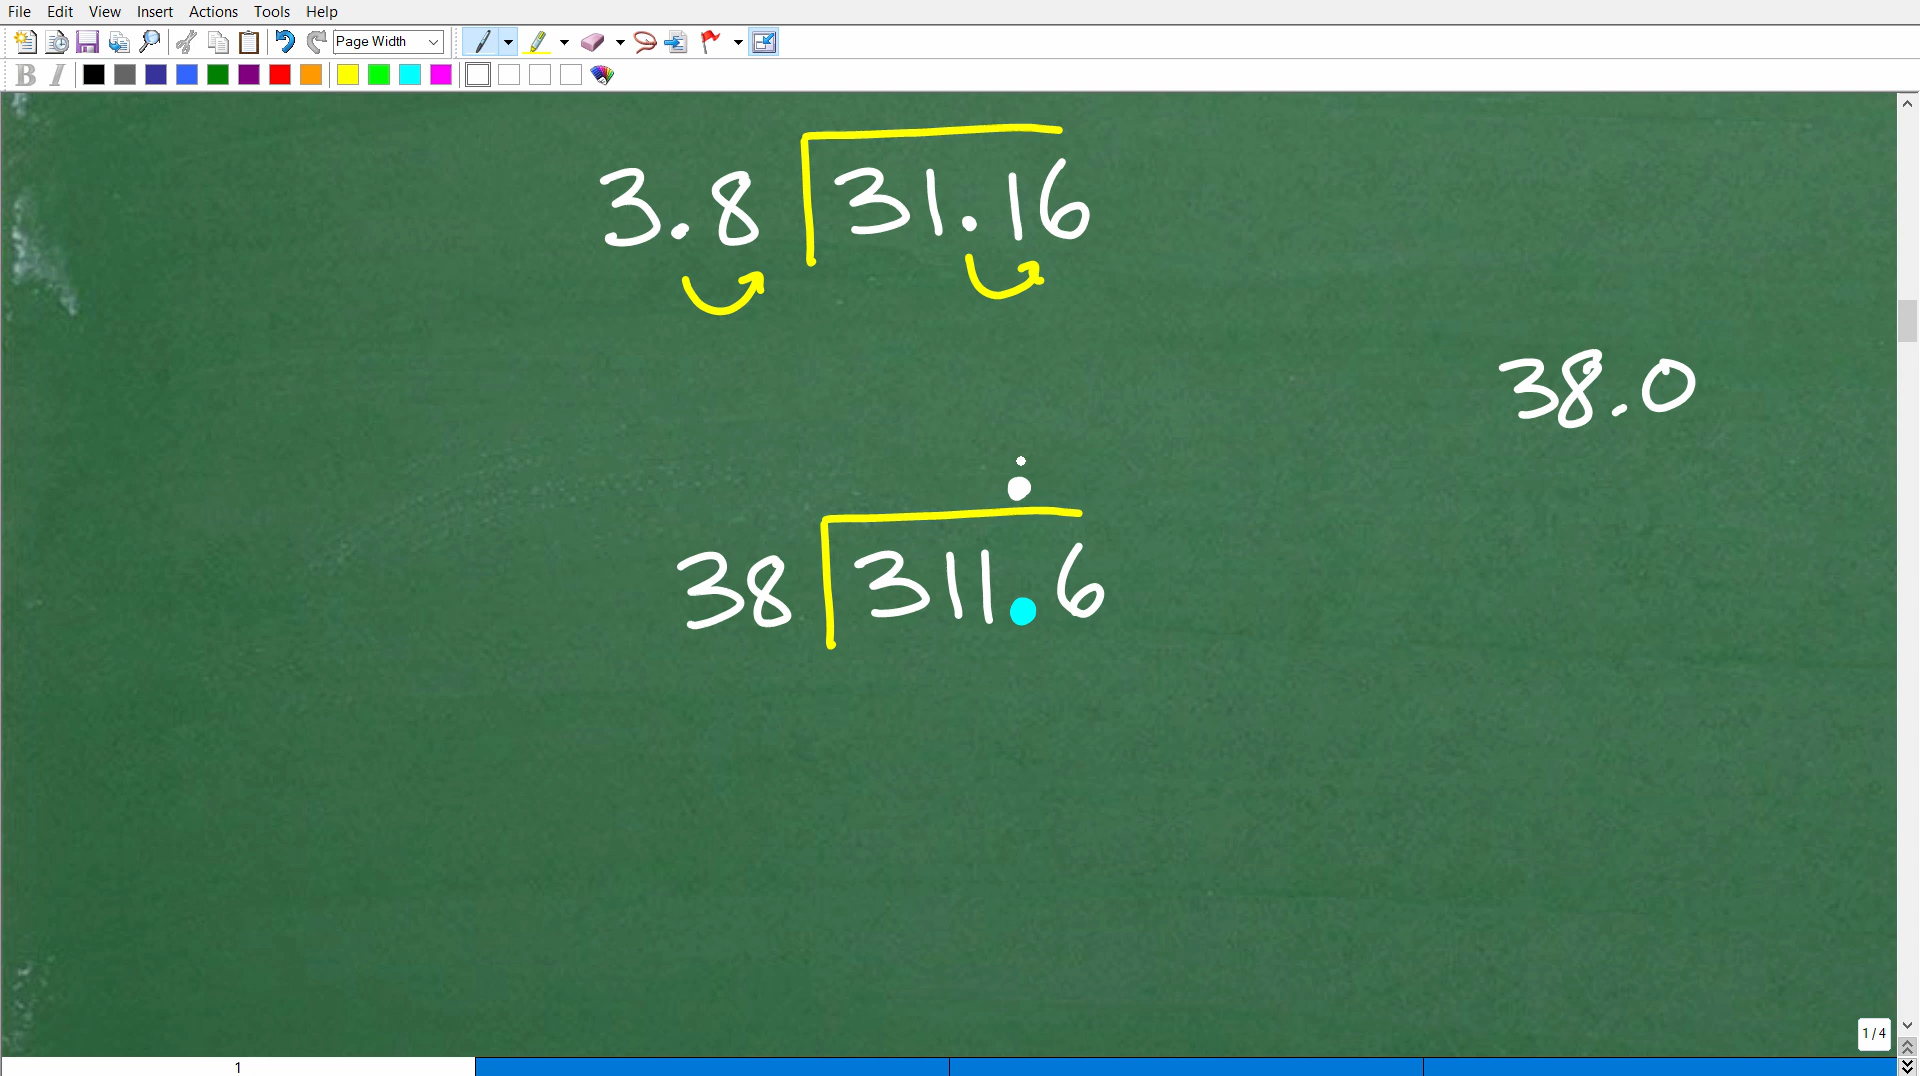 File Edit View Insert Actions Tools Help
Page Width
B I
3.8 31.16
38.0
38 311.6
1 / 4
1